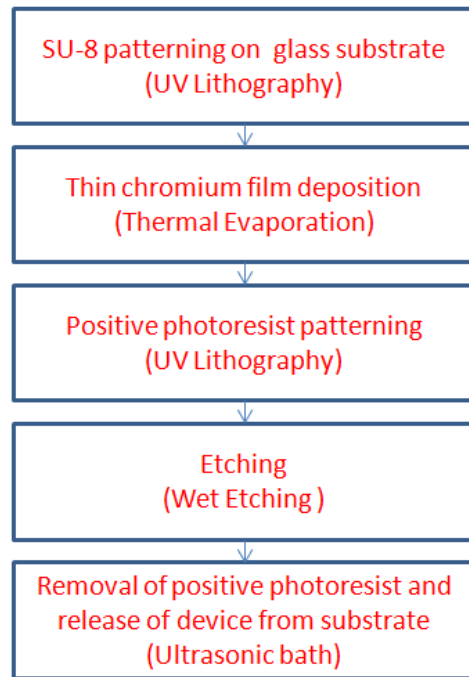 SU-8 patterning on glass substrate
(UV Lithography)
Thin chromium film deposition
(Thermal Evaporation)
Positive photoresist patterning
(UV Lithography)
Etching
(Wet Etching )
Removal of positive photoresist and
release of device from substrate
(Ultrasonic bath)